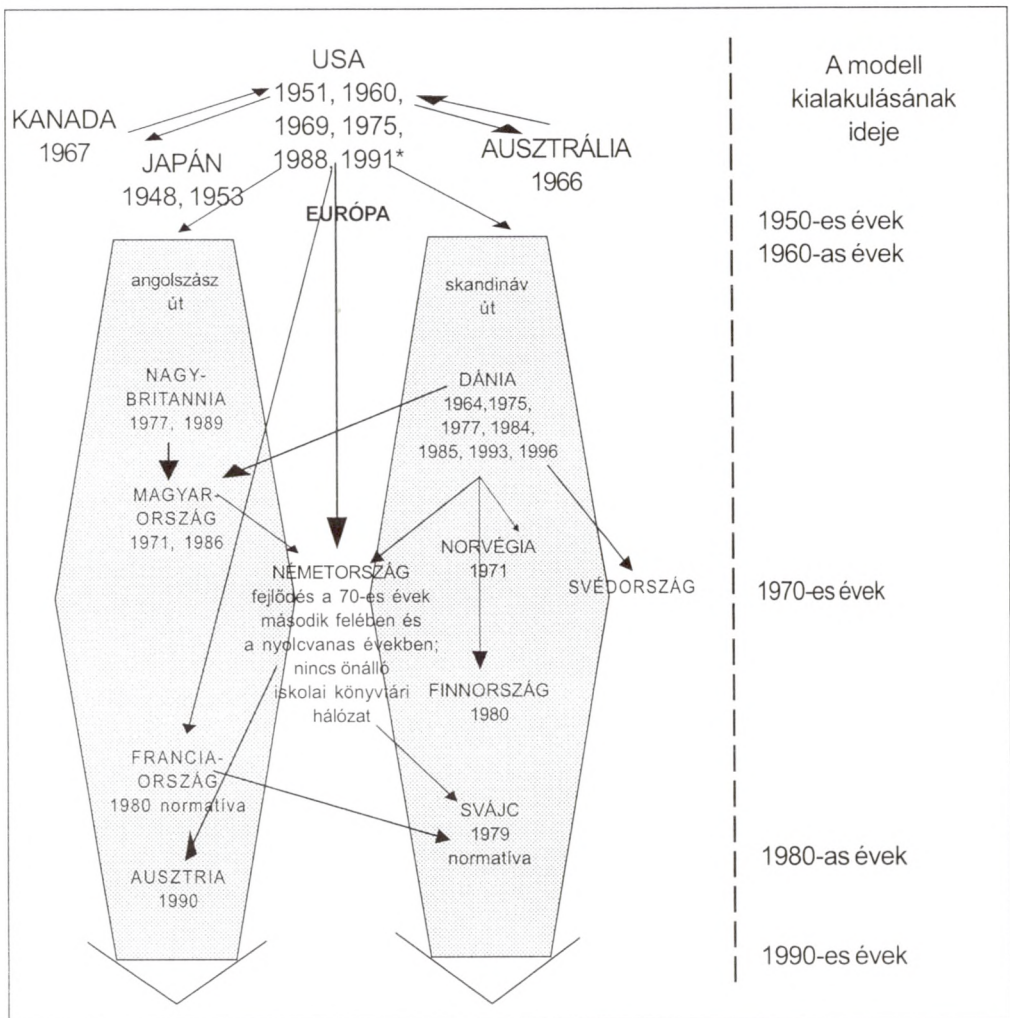 USA
1951, 1960,
1969, 1975,
1988, 1991*
KANADA
1967
JAPÁN
1948, 1953
AUSZTRÁLIA
1966
EURÓPA
angolszász
út
NAGY-
BRITANNIA
1977, 1989
MAGYAR-
ORSZÁG
1971, 1986
FRANCIA-
ORSZÁG
1980 normatíva
AUSZTRIA
1990
NÉMETORSZÁG
fejlődés a 70-es évek
második felében és
a nyolcvanas években;
nincs önálló
iskolai könyvtári
hálózat
skandináv
út
DÁNIA
1964,1975,
1977, 1984,
1985, 1993, 1996
NORVÉGIA
1971
SVÉDORSZÁG
FINNORSZÁG
1980
SVÁJC
1979
normatíva
A modell
kialakulásának
ideje
1950-es évek
1960-as évek
1970-es évek
1980-as évek
1990-es évek